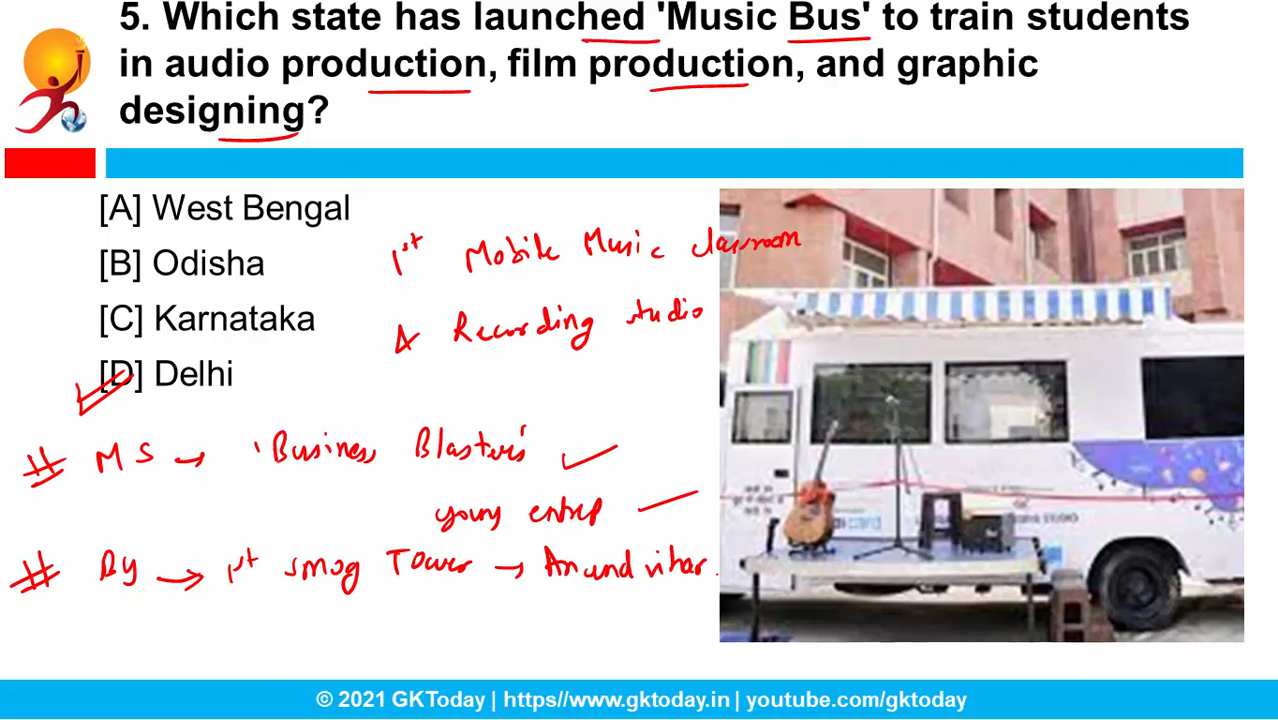 5. Which state has launched 'Music Bus' to train students
in audio production, film production, and graphic
designing?
[A] West Bengal
[B] Odisha
[C] Karnataka
[D] Delhi
1st Mobile Music classroom
& Recording studio
# MS → 'Business Blasters'
young entrep
# → 1st smog Tower → Anand vihar.
© 2021 GKToday | https//www.gktoday.in | youtube.com/gktoday